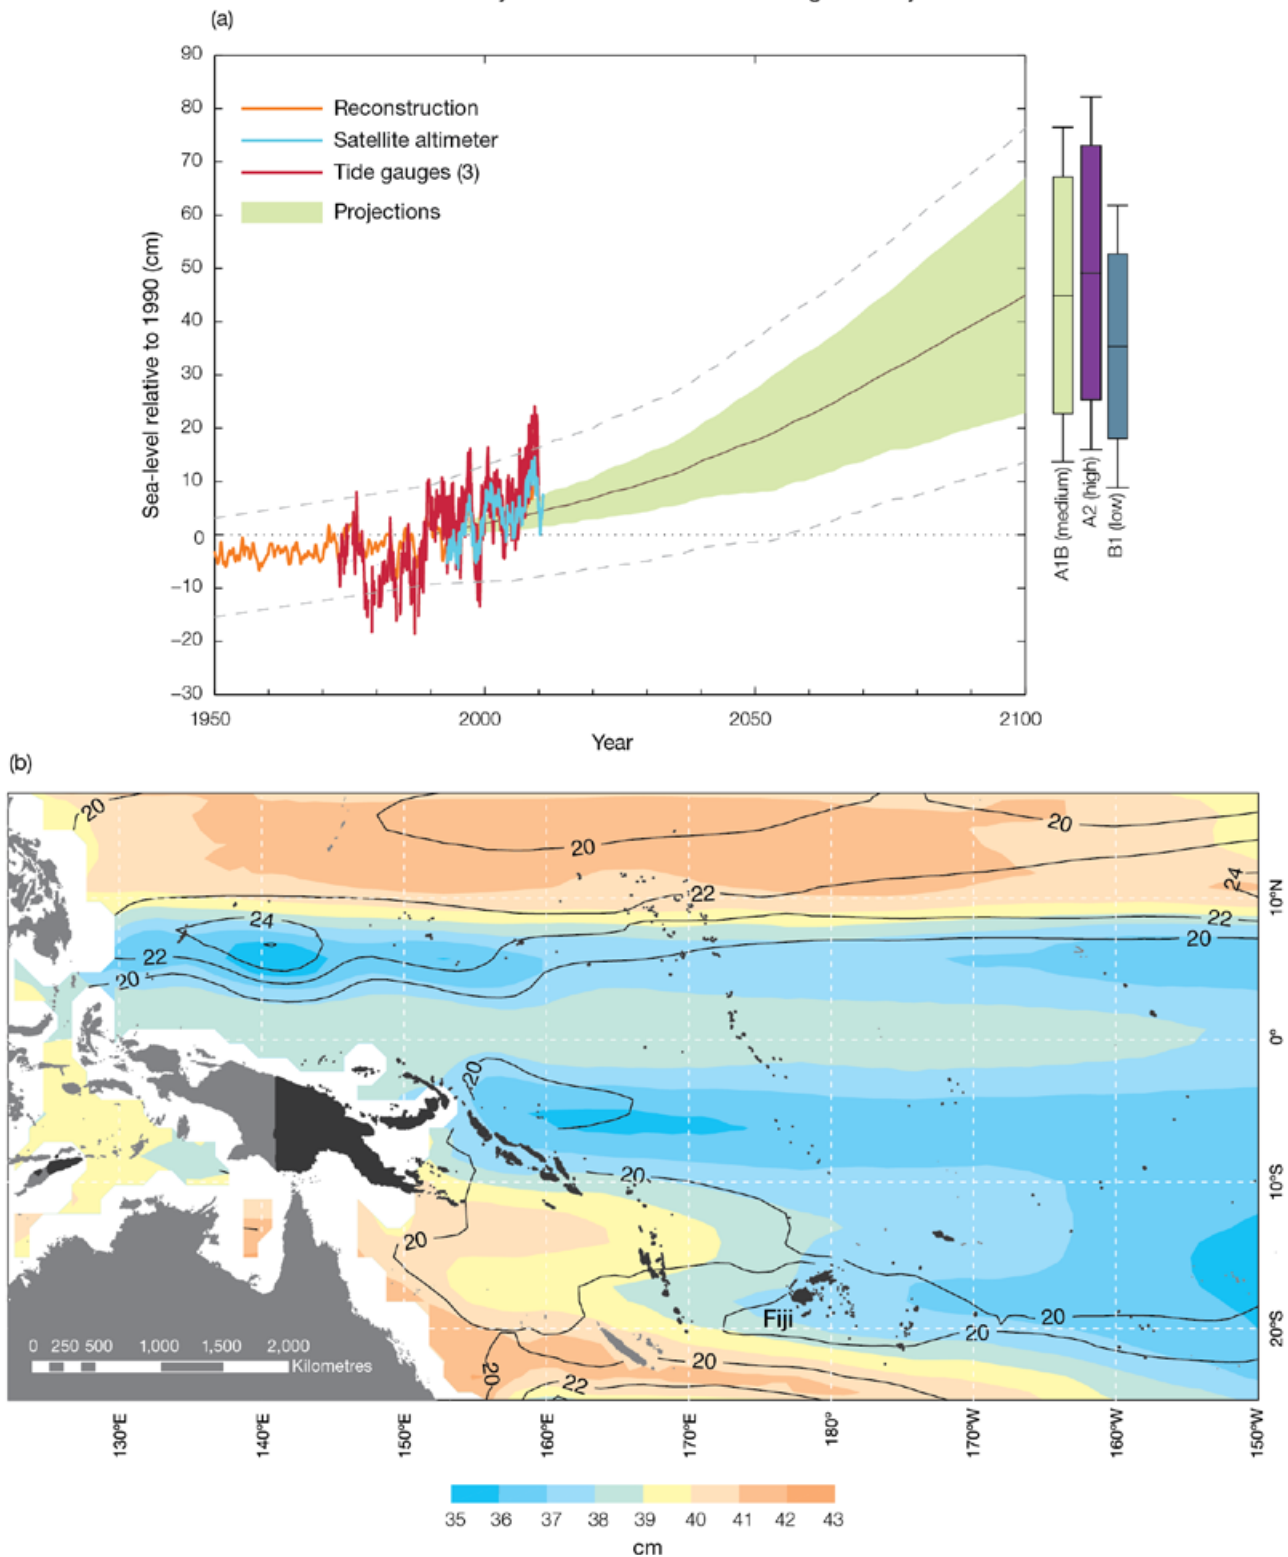 (a)
90
80
70
60
50
40
30
20
10
0
−10
−20
−30
Sea-level relative to 1990 (cm)
Reconstruction
Satellite altimeter
Tide gauges (3)
Projections
1950 2000 2050 2100
Year
A1B (medium)
A2 (high)
B1 (low)
(b)
20
20
20
22
24
24
22
22
20
20
20
20
20
20
20
20
20
22
Fiji
0 250 500 1,000 1,500 2,000
Kilometres
10°N
0°
10°S
20°S
130°E 140°E 150°E 160°E 170°E 180° 170°W 160°W 150°W
35 36 37 38 39 40 41 42 43
cm